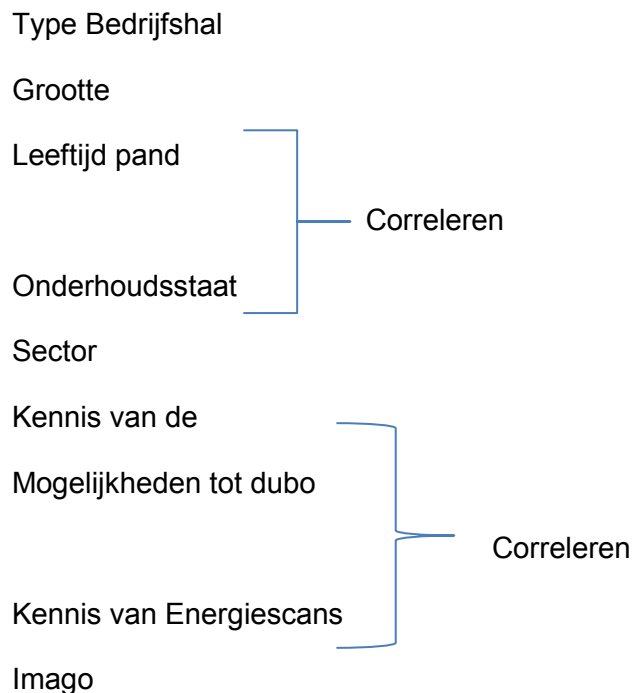 Type Bedrijfshal
Grootte
Leeftijd pand
Correleren
Onderhoudsstaat
Sector
Kennis van de
Mogelijkheden tot dubo
Correleren
Kennis van Energiescans
Imago